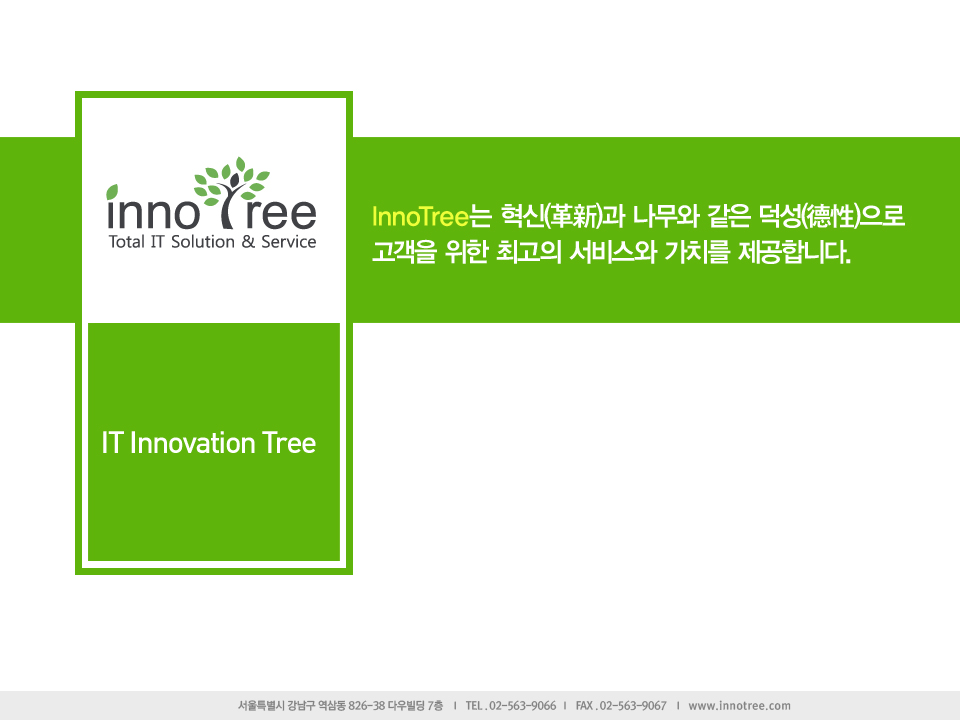 innoTree
Total IT Solution & Service
InnoTree는 혁신(革新)과 나무와 같은 덕성(德性)으로
고객을 위한 최고의 서비스와 가치를 제공합니다.
IT Innovation Tree
서울특별시 강남구 역삼동 826-38 다우빌딩 7층 I TEL . 02-563-9066 I FAX . 02-563-9067 I www.innotree.com